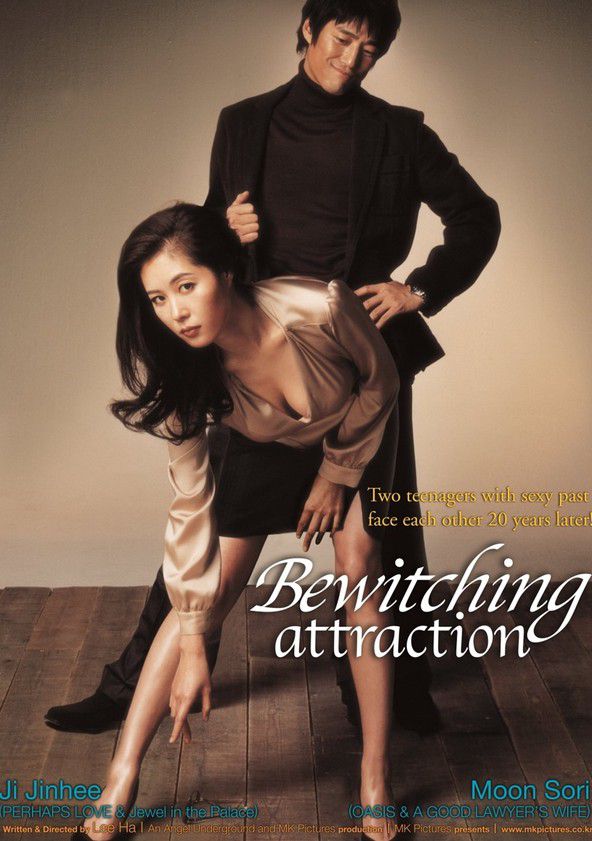 Two teenagers with sexy past
face each other 20 years later!
Bewitching
attraction
Ji Jinhee
(PERHAPS LOVE & Jewel in the Palace)
Moon Sori
(OASIS & A GOOD LAWYER'S WIFE)
Written & Directed by Lee Ha | An Angel Underground and MK Pictures production | MK Pictures presents | www.mkpictures.co.kr